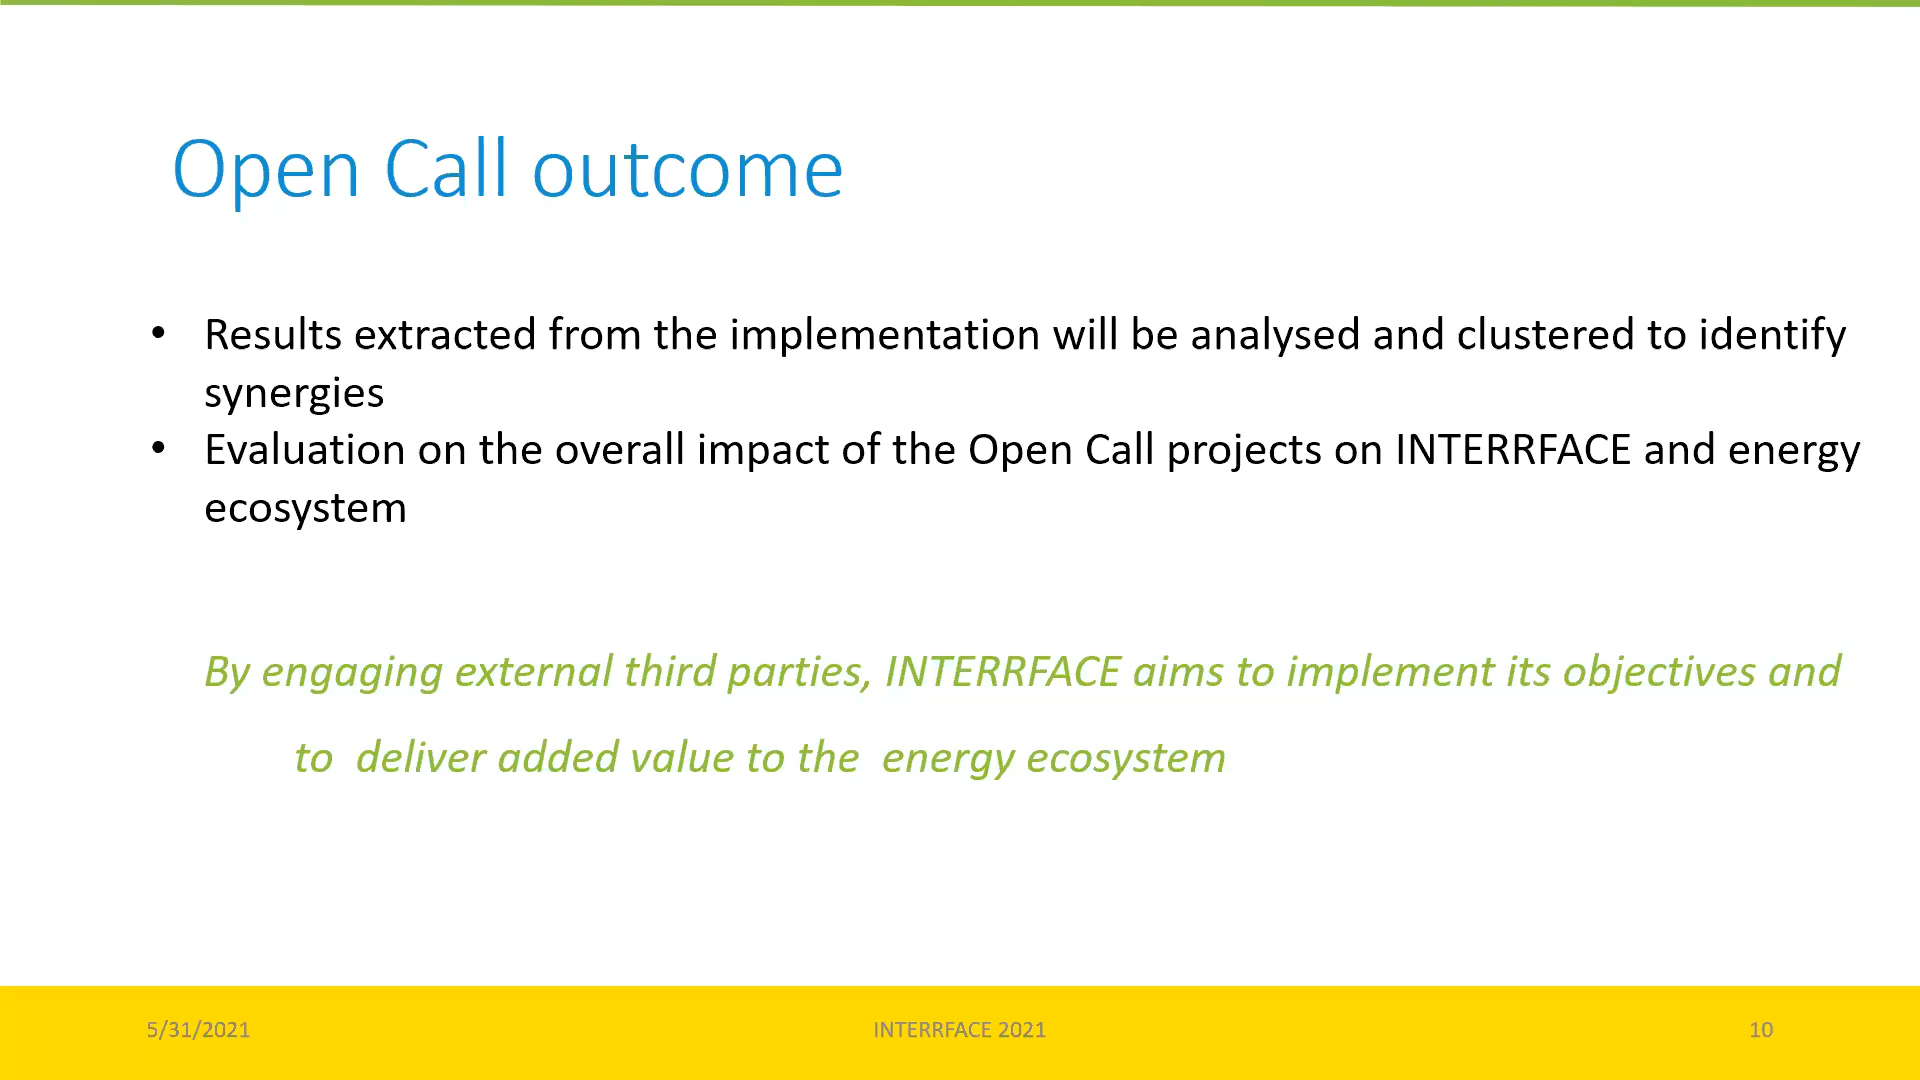 Open Call outcome
• Results extracted from the implementation will be analysed and clustered to identify
synergies
• Evaluation on the overall impact of the Open Call projects on INTERRFACE and energy
ecosystem
By engaging external third parties, INTERRFACE aims to implement its objectives and
to deliver added value to the energy ecosystem
5/31/2021
INTERRFACE 2021
10